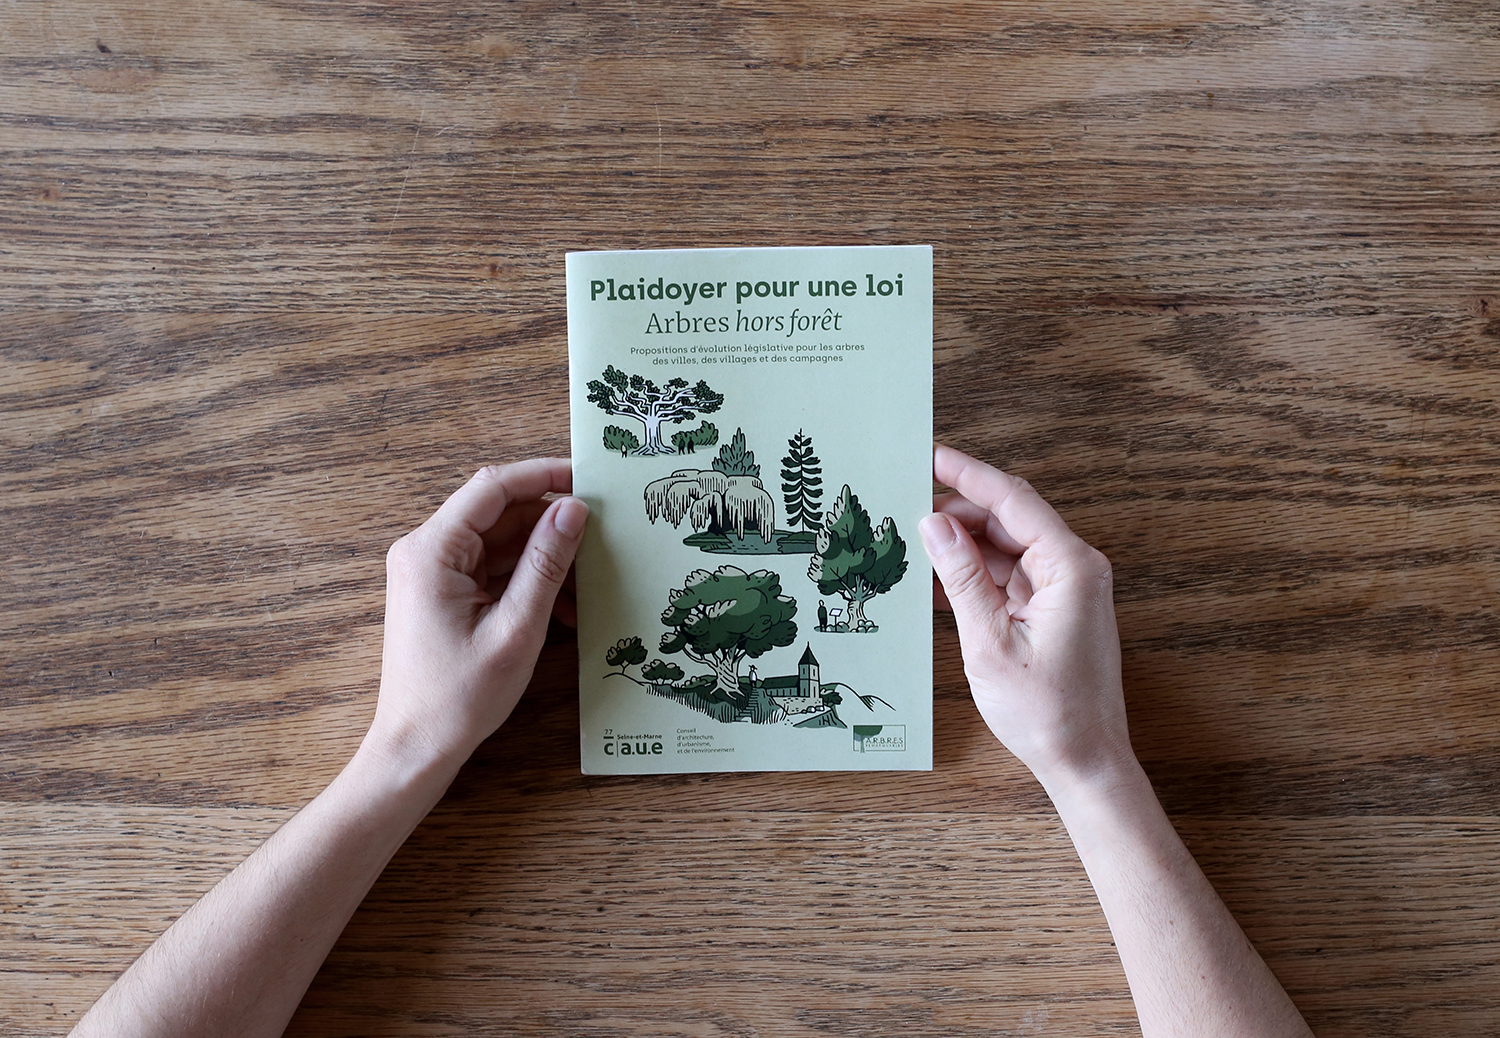 Plaidoyer pour une loi
Arbres hors forêt
Propositions d'évolution législative pour les arbres
des villes, des villages et des campagnes
77
Seine-et-Marne
c|a.u.e
Conseil
d'architecture,
d'urbanisme,
et de l'environnement
A.R.B.R.E.S